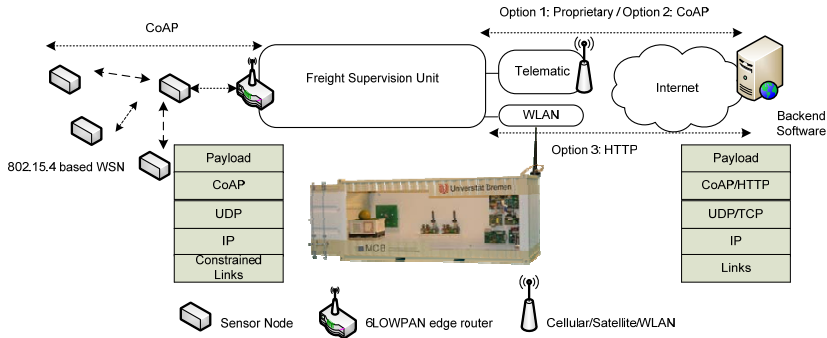 Option 1: Proprietary / Option 2: CoAP
CoAP
Freight Supervision Unit
Telematic
Internet
WLAN
Backend
Software
Option 3: HTTP
802.15.4 based WSN
Payload
CoAP
UDP
IP
Constrained
Links
Universität Bremen
MCB
Payload
CoAP/HTTP
UDP/TCP
IP
Links
Sensor Node
6LOWPAN edge router
Cellular/Satellite/WLAN